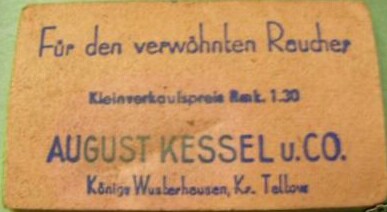 Für den verwöhnten Raucher
Kleinverkaufspreis Rmk. 1.30
AUGUST KESSEL u. CO.
Königs Wusterhausen, Kr. Teltow